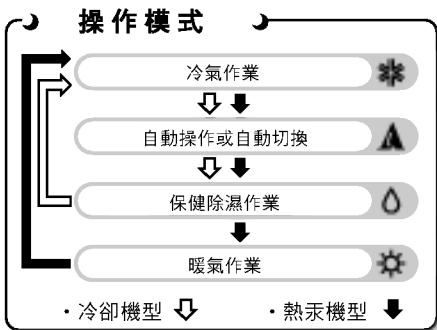 操作模式
冷氣作業
自動操作或自動切換
保健除濕作業
暖氣作業
・冷卻機型
・熱汞機型